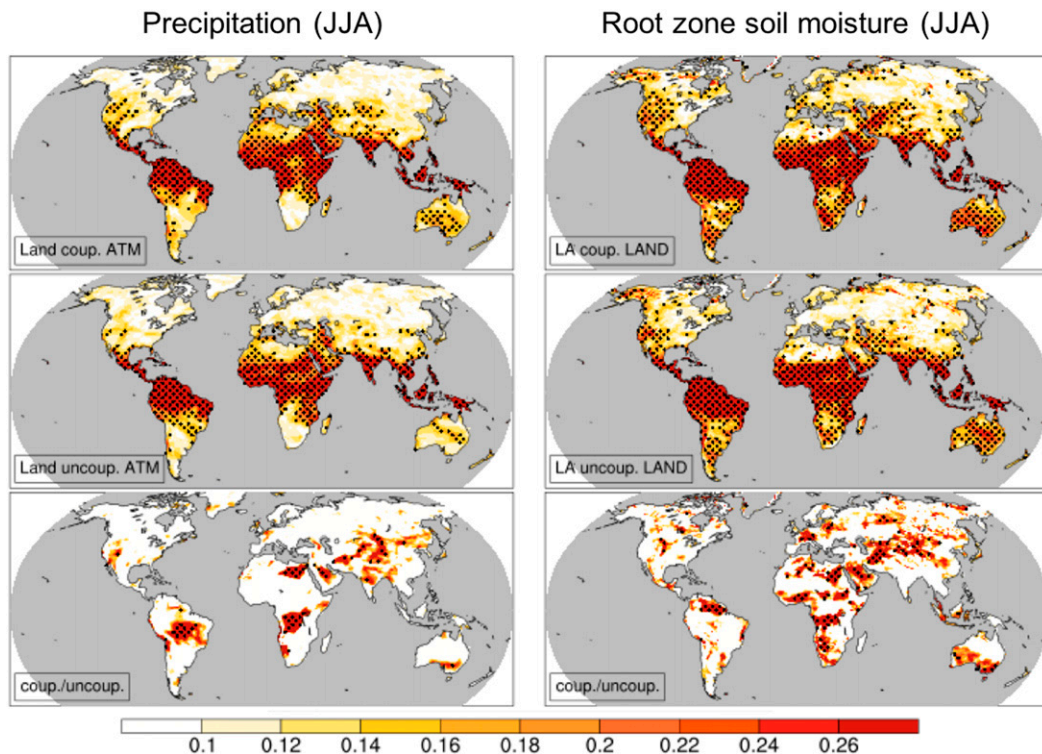 Precipitation (JJA)
Root zone soil moisture (JJA)
Land coup. ATM
LA coup. LAND
Land uncoup. ATM
LA uncoup. LAND
coup./uncoup.
coup./uncoup.
0.1 0.12 0.14 0.16 0.18 0.2 0.22 0.24 0.26